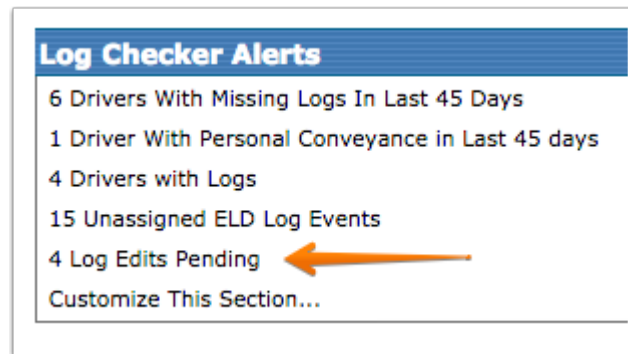 Log Checker Alerts
6 Drivers With Missing Logs In Last 45 Days
1 Driver With Personal Conveyance in Last 45 days
4 Drivers with Logs
15 Unassigned ELD Log Events
4 Log Edits Pending
Customize This Section...